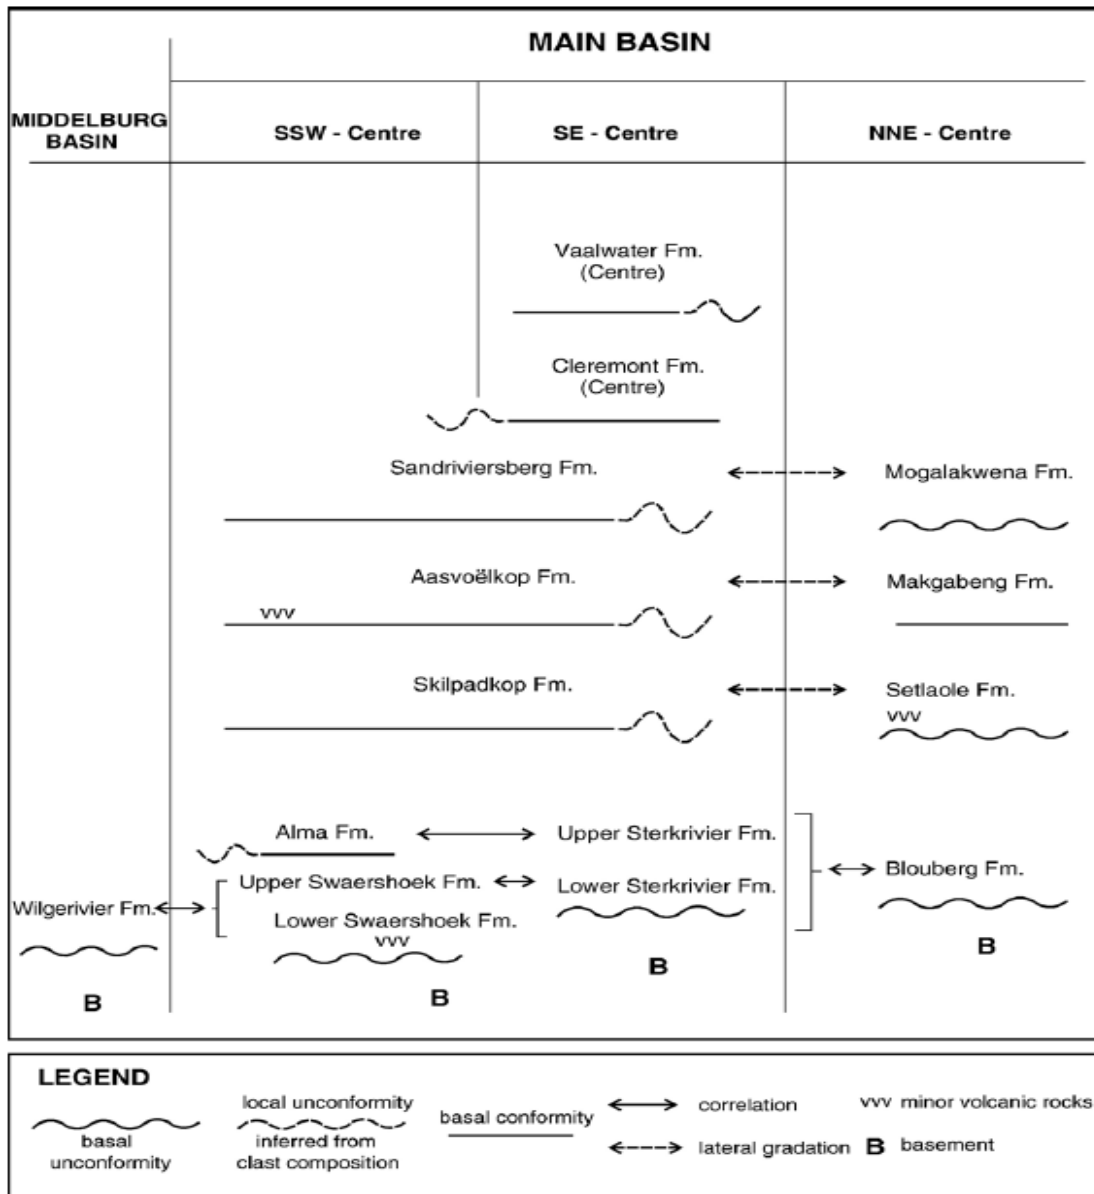 MAIN BASIN
MIDDELBURG
BASIN
SSW - Centre
SE - Centre
NNE - Centre
Vaalwater Fm.
(Centre)
Cleremont Fm.
(Centre)
Sandriviersberg Fm.
Mogalakwena Fm.
Aasvoëlkop Fm.
Makgabeng Fm.
vvv
Skilpadkop Fm.
Setlaole Fm.
vvv
Alma Fm.
Upper Sterkrivier Fm.
Upper Swaershoek Fm.
Lower Sterkrivier Fm.
Blouberg Fm.
Wilgerivier Fm.
Lower Swaershoek Fm.
vvv
B
B
B
B
LEGEND
basal
unconformity
local unconformity
inferred from
clast composition
basal conformity
correlation
lateral gradation
vvv minor volcanic rocks
B basement